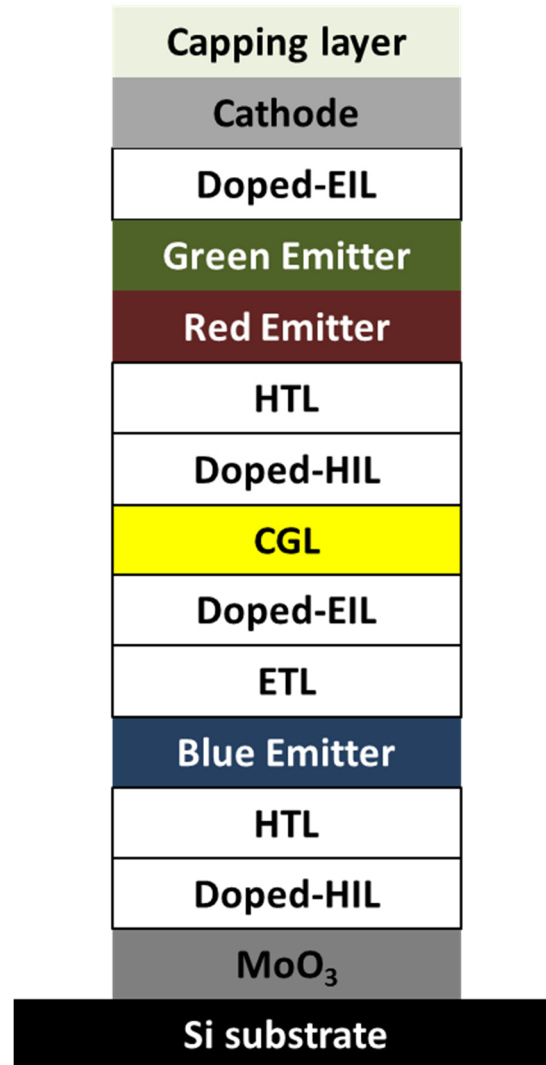 Capping layer
Cathode
Doped-EIL
Green Emitter
Red Emitter
HTL
Doped-HIL
CGL
Doped-EIL
ETL
Blue Emitter
HTL
Doped-HIL
MoO₃
Si substrate